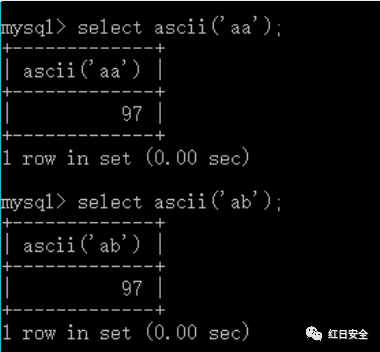 mysql> select ascii('aa');
+-------------+
| ascii('aa') |
+-------------+
|          97 |
+-------------+
1 row in set (0.00 sec)
mysql> select ascii('ab');
+-------------+
| ascii('ab') |
+-------------+
|          97 |
+-------------+
1 row in set (0.00 sec)
红日安全